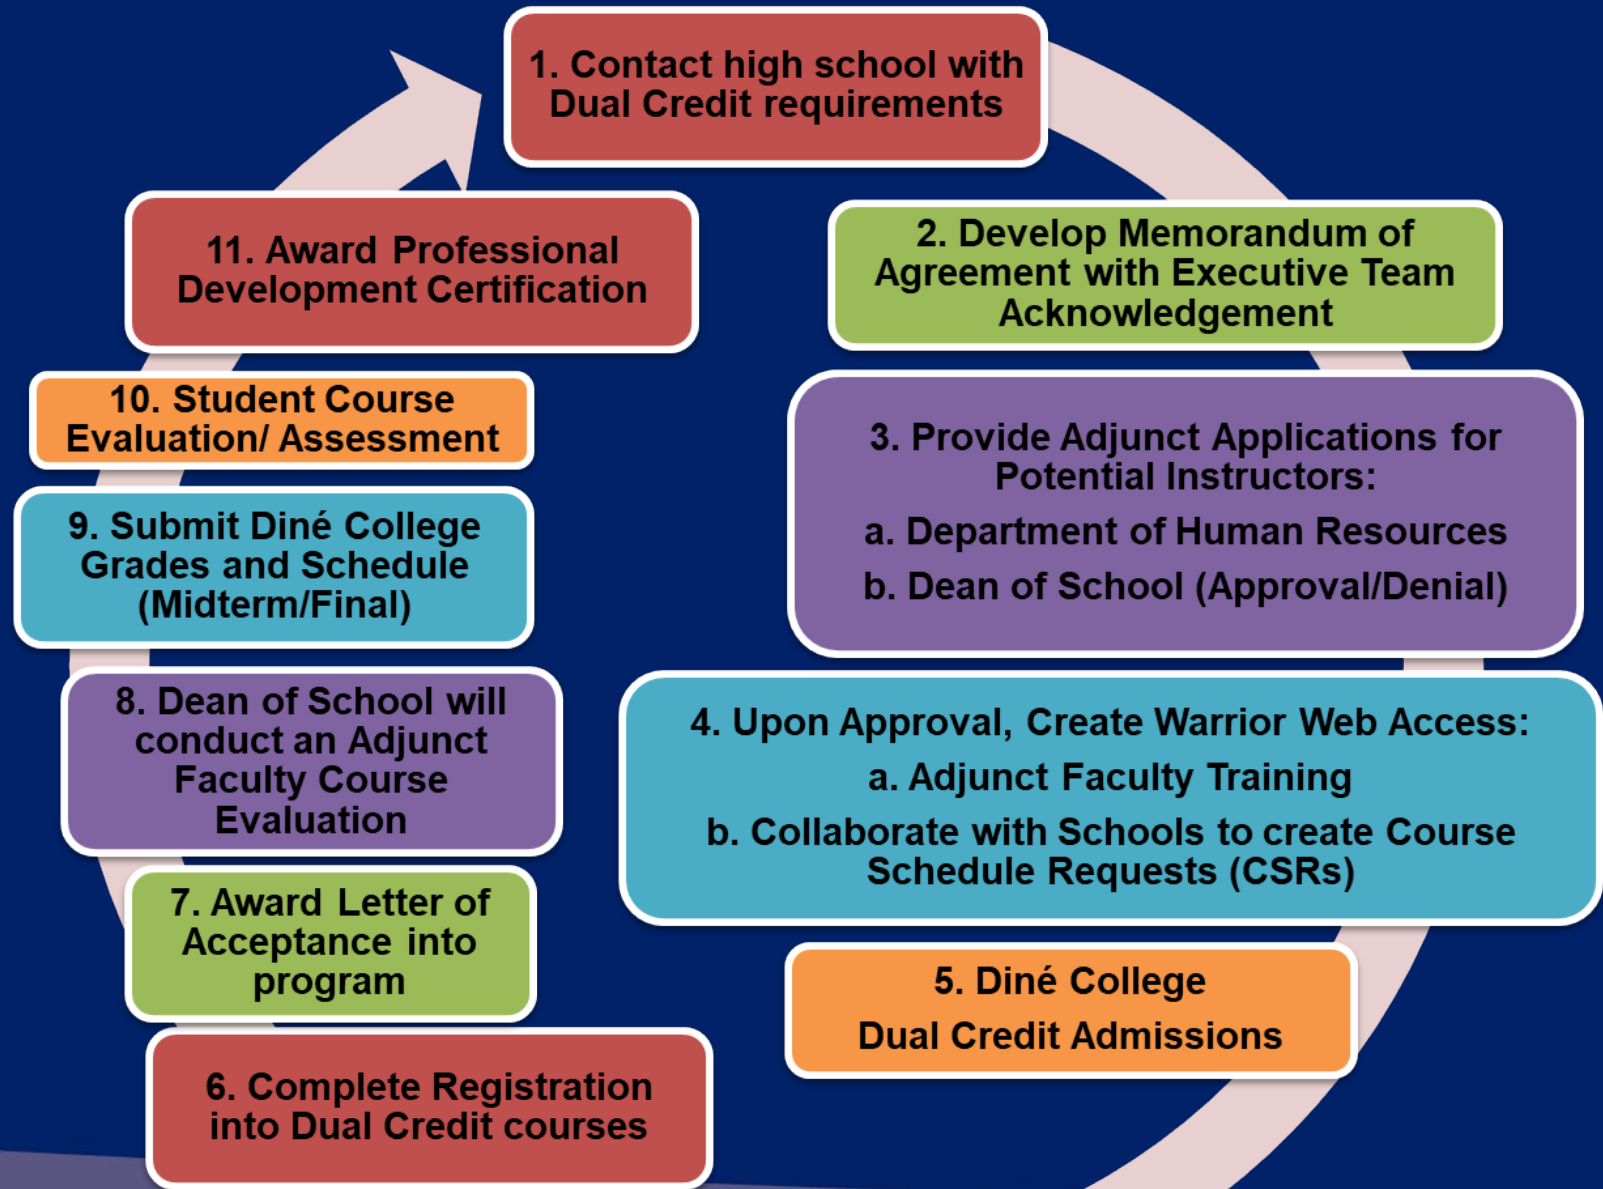 1. Contact high school with
Dual Credit requirements
2. Develop Memorandum of
Agreement with Executive Team
Acknowledgement
3. Provide Adjunct Applications for
Potential Instructors:
a. Department of Human Resources
b. Dean of School (Approval/Denial)
4. Upon Approval, Create Warrior Web Access:
a. Adjunct Faculty Training
b. Collaborate with Schools to create Course
Schedule Requests (CSRs)
5. Diné College
Dual Credit Admissions
6. Complete Registration
into Dual Credit courses
7. Award Letter of
Acceptance into
program
8. Dean of School will
conduct an Adjunct
Faculty Course
Evaluation
9. Submit Diné College
Grades and Schedule
(Midterm/Final)
10. Student Course
Evaluation/ Assessment
11. Award Professional
Development Certification